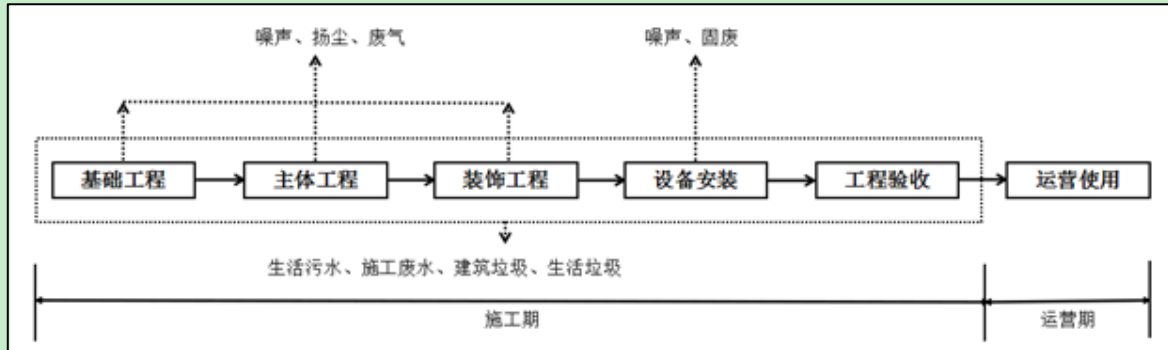 噪声、扬尘、废气
噪声、固废
基础工程
主体工程
装饰工程
设备安装
工程验收
运营使用
生活污水、施工废水、建筑垃圾、生活垃圾
施工期
运营期